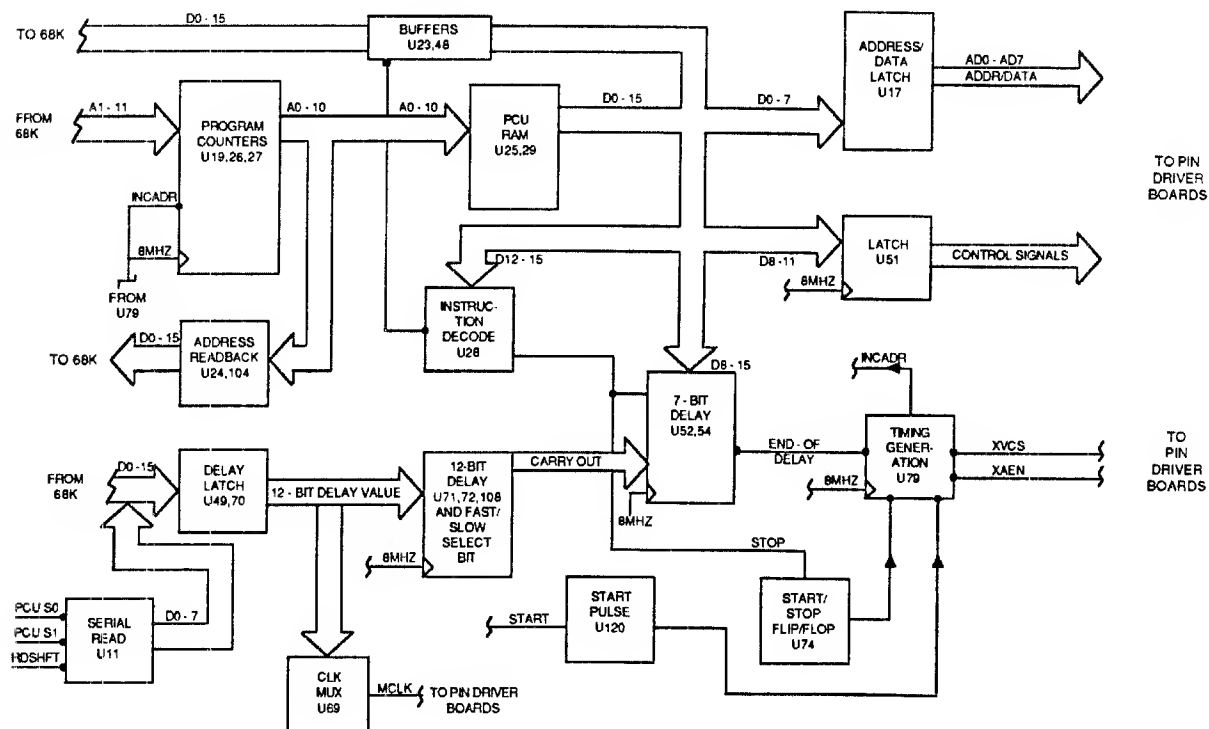 D0 - 15
TO 68K
BUFFERS
U23,48
ADDRESS/
DATA
LATCH
U17
AD0 - AD7
ADDR/DATA
A1 - 11
FROM
68K
PROGRAM
COUNTERS
U19,26,27
A0 - 10
A0 - 10
PCU
RAM
U25,29
D0 - 15
D0 - 7
TO PIN
DRIVER
BOARDS
INCADR
8MHZ
FROM
U79
D12 - 15
D8 - 11
LATCH
U51
CONTROL SIGNALS
8MHZ
INSTRUC-
TION
DECODE
U28
TO 68K
D0 - 15
ADDRESS
READBACK
U24,104
D8 - 15
7 - BIT
DELAY
U52,54
INCADR
END - OF
DELAY
TIMING
GENER-
ATION
U79
XVCS
XAEN
TO
PIN
DRIVER
BOARDS
8MHZ
FROM
68K
D0-15
DELAY
LATCH
U49,70
12 - BIT DELAY VALUE
12-BIT
DELAY
U71,72,108
AND FAST/
SLOW
SELECT
BIT
CARRY OUT
8MHZ
8MHZ
STOP
START
START
PULSE
U120
START/
STOP
FLIP/FLOP
U74
PCU S0
PCU S1
RDSHFT
SERIAL
READ
U11
D0 - 7
CLK
MUX
U69
MCLK
TO PIN DRIVER
BOARDS